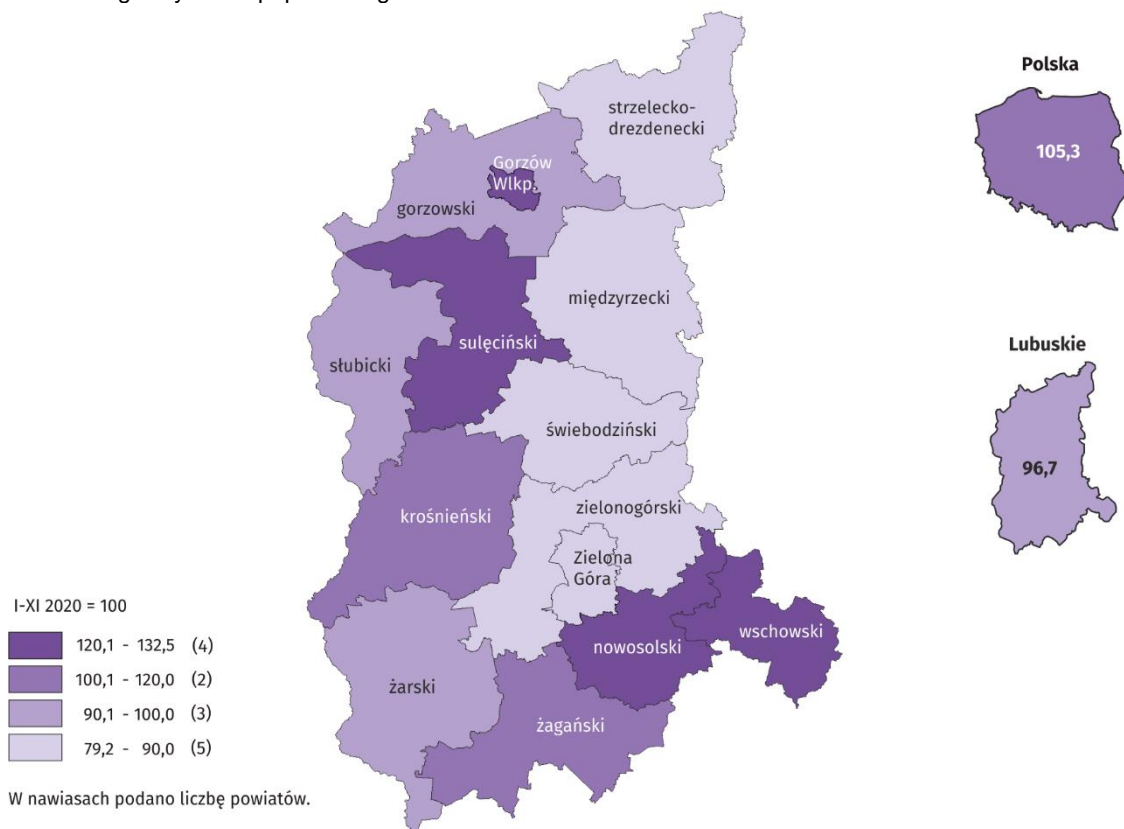 strzelecko-
drezdenecki
Gorzów
Wlkp.
gorzowski
międzyrzecki
sulęciński
słubicki
świebodziński
zielonogórski
krośnieński
Zielona
Góra
wschowski
nowosolski
żarski
żagański
Polska
105,3
Lubuskie
96,7
I-XI 2020 = 100
120,1 - 132,5 (4)
100,1 - 120,0 (2)
90,1 - 100,0 (3)
79,2 - 90,0 (5)
W nawiasach podano liczbę powiatów.